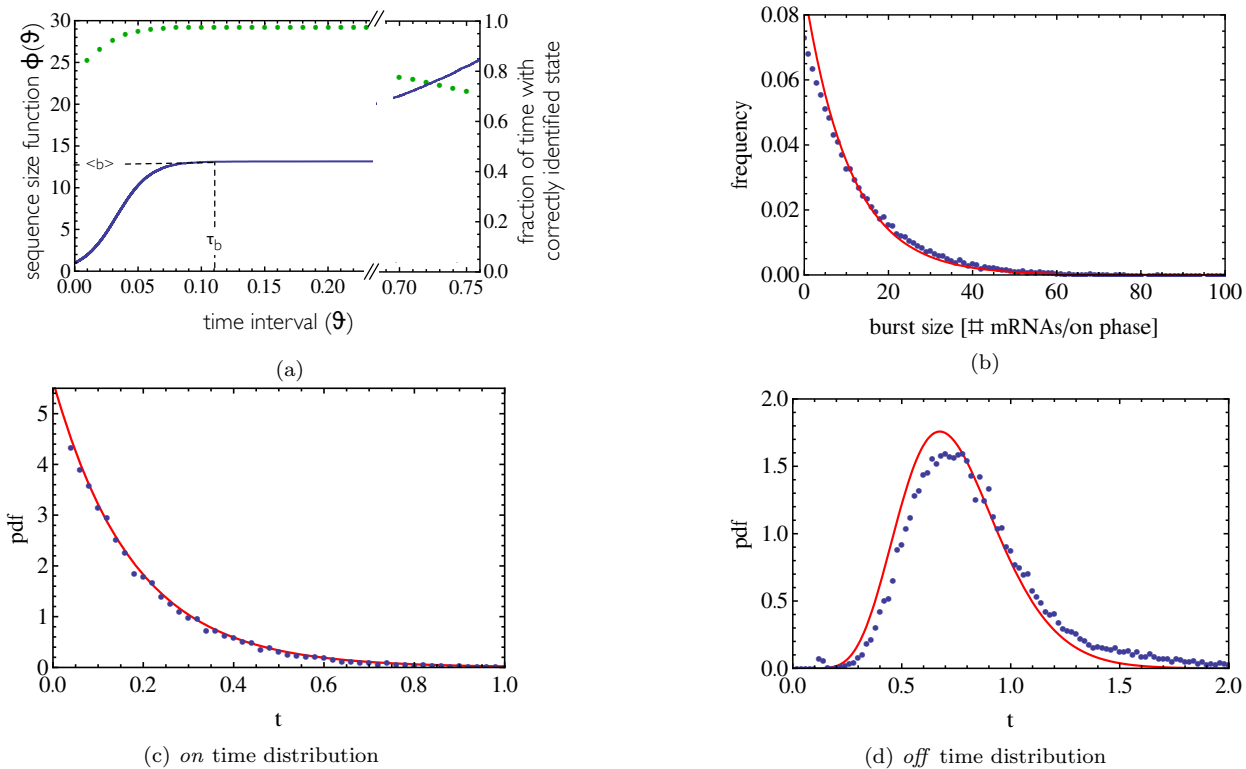 sequence size function ϕ(ϑ)
30
25
20
15
10
5
0
<b>
τb
0.00 0.05 0.10 0.15 0.20 0.70 0.75
time interval (ϑ)
1.0
0.8
0.6
0.4
0.2
0.0
fraction of time with
correctly identified state
(a)
frequency
0.08
0.06
0.04
0.02
0.00
0 20 40 60 80 100
burst size [# mRNAs/on phase]
(b)
pdf
5
4
3
2
1
0
0.0 0.2 0.4 0.6 0.8 1.0
t
(c) on time distribution
pdf
2.0
1.5
1.0
0.5
0.0
0.0 0.5 1.0 1.5 2.0
t
(d) off time distribution